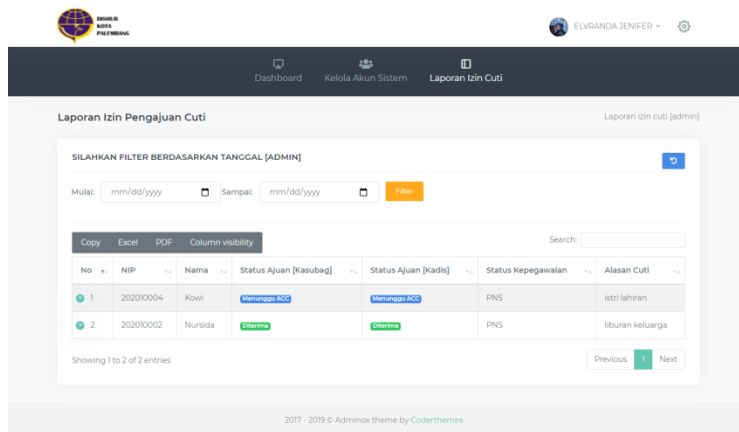 DISHUB
KOTA
PALEMBANG
ELVRANDA JENIFER
Dashboard Kelola Akun Sistem Laporan Izin Cuti
Laporan Izin Pengajuan Cuti Laporan izin cuti [admin]
SILAHKAN FILTER BERDASARKAN TANGGAL [ADMIN]
Mulai: mm/dd/yyyy Sampai: mm/dd/yyyy Filter
Copy Excel PDF Column visibility Search:
No NIP Nama Status Ajuan [Kasubag] Status Ajuan [Kadis] Status Kepegawaian Alasan Cuti
1 202010004 Kowi Menunggu ACC Menunggu ACC PNS istri lahiran
2 202010002 Nursida Diterima Diterima PNS liburan keluarga
Showing 1 to 2 of 2 entries Previous 1 Next
2017 - 2019 © Adminox theme by Coderthemes